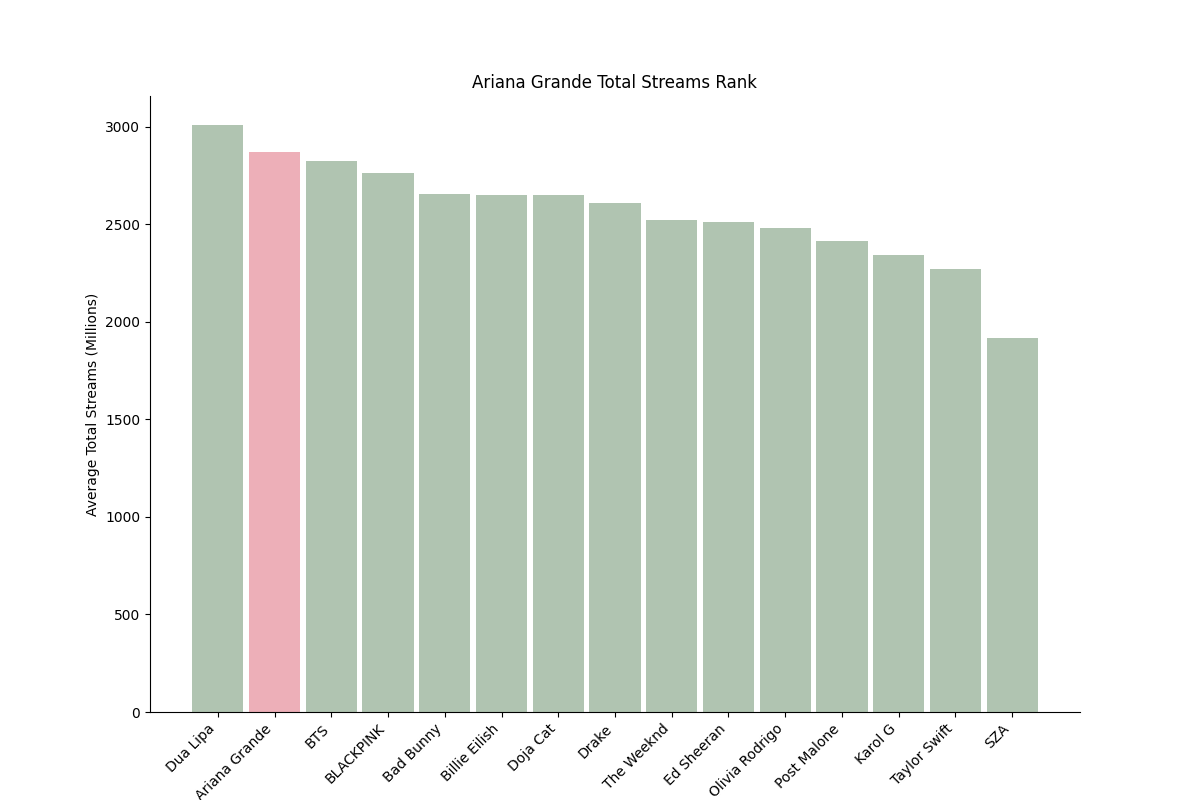 Ariana Grande Total Streams Rank
Average Total Streams (Millions)
3000
2500
2000
1500
1000
500
0
Dua Lipa
Ariana Grande
BTS
BLACKPINK
Bad Bunny
Billie Eilish
Doja Cat
Drake
The Weeknd
Ed Sheeran
Olivia Rodrigo
Post Malone
Karol G
Taylor Swift
SZA